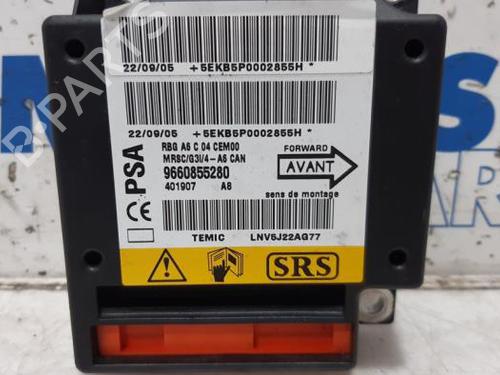 22/09/05 +5EKB5P0002855H *
22/09/05 +5EKB5P0002855H *
PSA
RBG A6 C 04 CEM00
MRSC/G3I/4-A6 CAN
9660855280
401907 A8
FORWARD
AVANT
sens de montage
CE
TEMIC LNV6J22AG77
SRS
B-PARTS